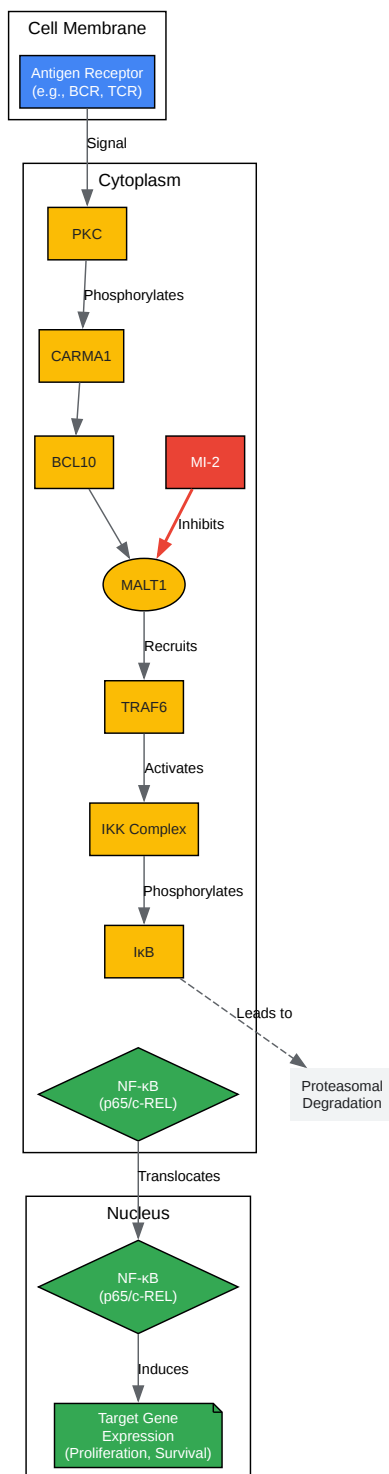 Cell Membrane
Antigen Receptor
(e.g., BCR, TCR)
Signal
Cytoplasm
PKC
Phosphorylates
CARMA1
BCL10
MI-2
Inhibits
MALT1
Recruits
TRAF6
Activates
IKK Complex
Phosphorylates
IκB
Leads to
Proteasomal
Degradation
NF-κB
(p65/c-REL)
Translocates
Nucleus
NF-κB
(p65/c-REL)
Induces
Target Gene
Expression
(Proliferation, Survival)